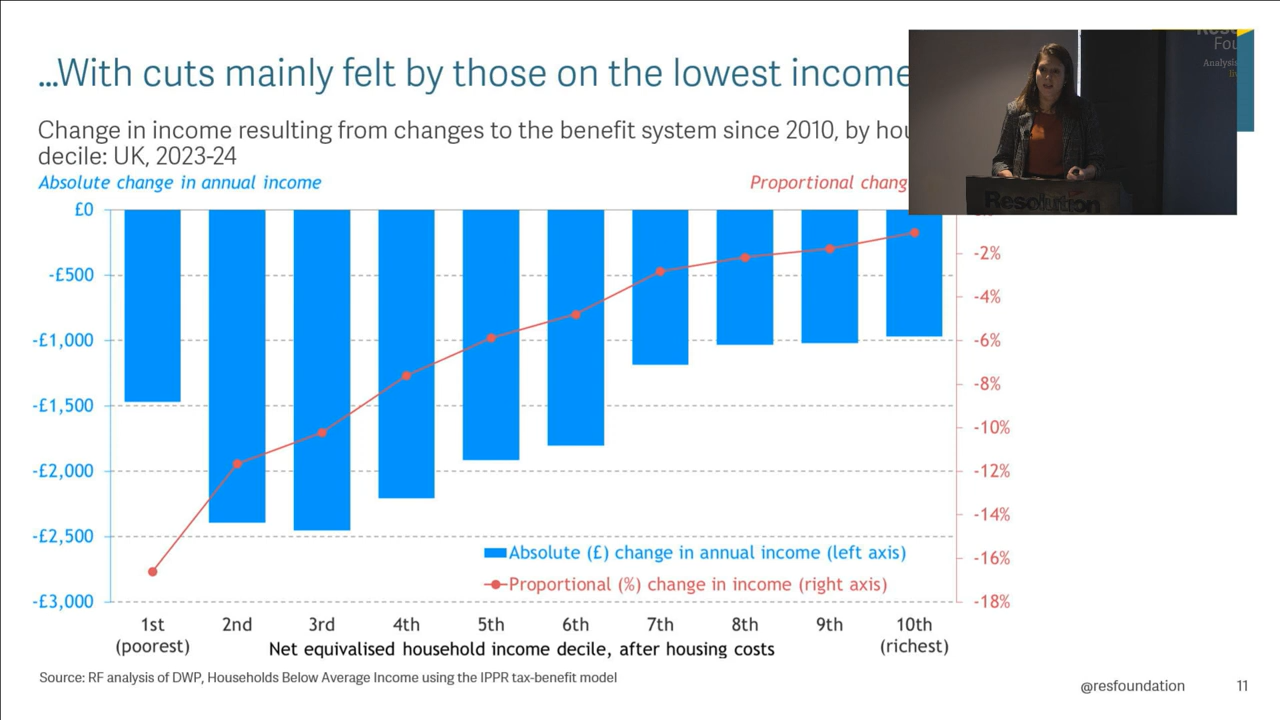 ...With cuts mainly felt by those on the lowest income
Change in income resulting from changes to the benefit system since 2010, by
decile: UK, 2023-24
Absolute change in annual income
Proportional
£0
-£500
-£1,000
-£1,500
-£2,000
-£2,500
-£3,000
-2%
-4%
-6%
-8%
-10%
-12%
-14%
-16%
-18%
Absolute (£) change in annual income (left axis)
Proportional (%) change in income (right axis)
1st 2nd 3rd 4th 5th 6th 7th 8th 9th 10th
(poorest) (richest)
Net equivalised household income decile, after housing costs
Source: RF analysis of DWP, Households Below Average Income using the IPPR tax-benefit model
@resfoundation 11
Analysis
Resolution